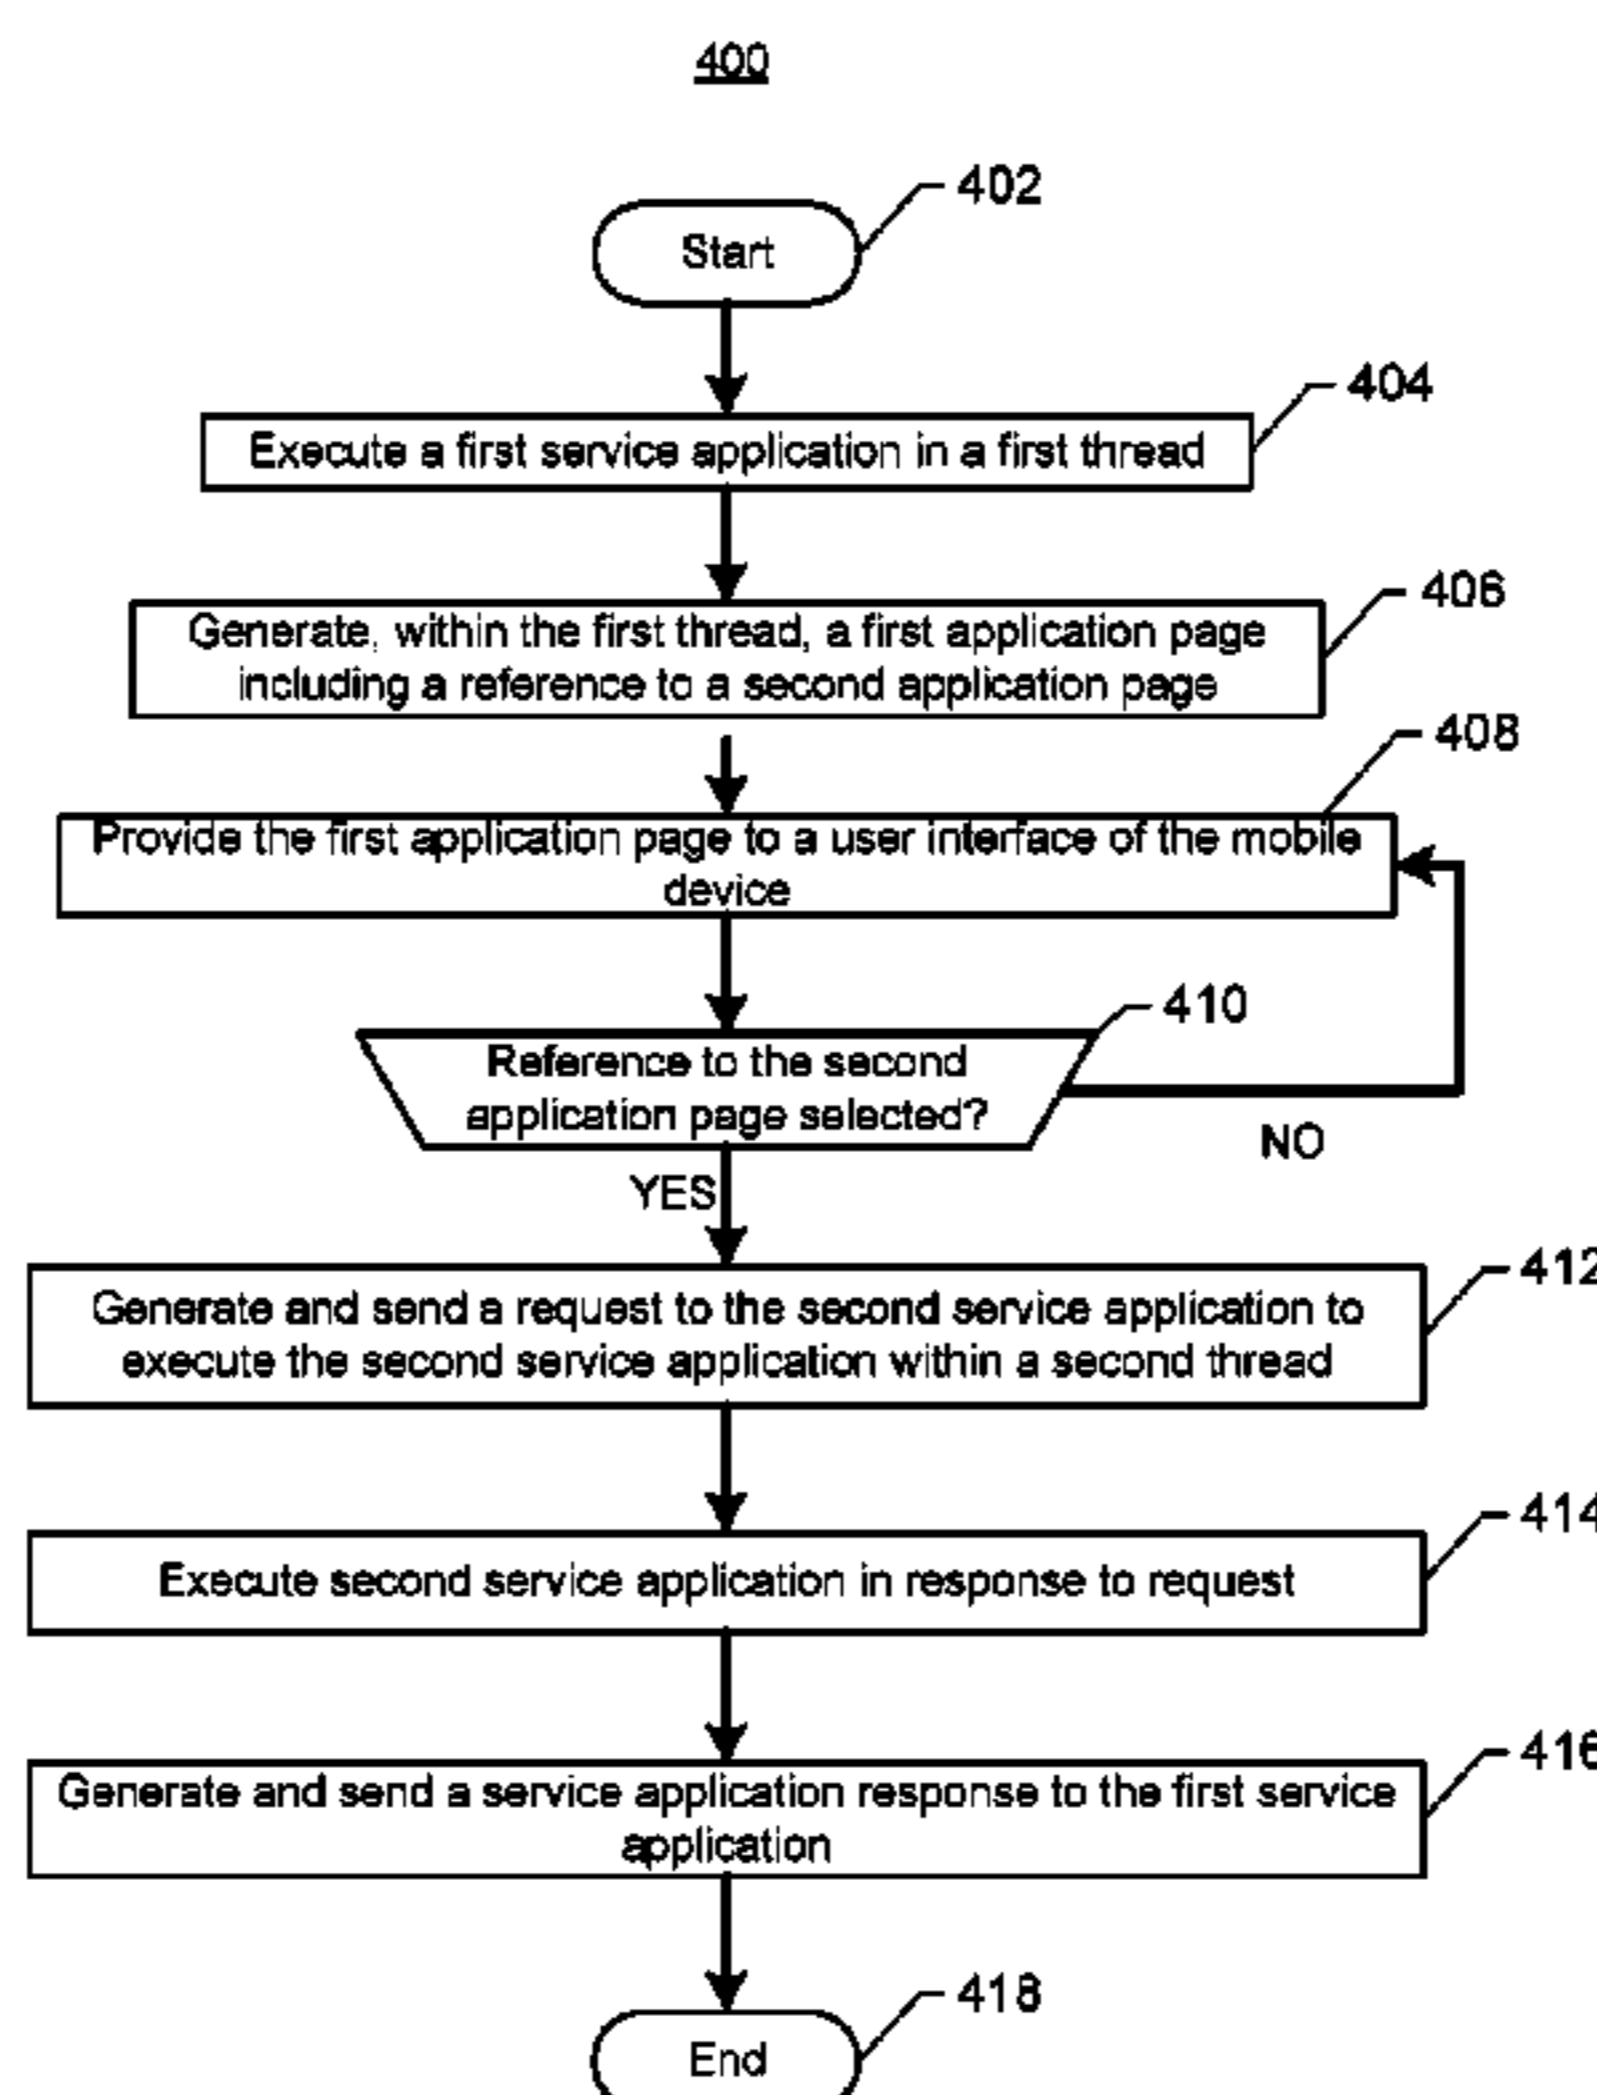 400
402
Start
404
Execute a first service application in a first thread
406
Generate, within the first thread, a first application page
including a reference to a second application page
408
Provide the first application page to a user interface of the mobile
device
410
Reference to the second
application page selected?
NO
YES
412
Generate and send a request to the second service application to
execute the second service application within a second thread
414
Execute second service application in response to request
416
Generate and send a service application response to the first service
application
418
End